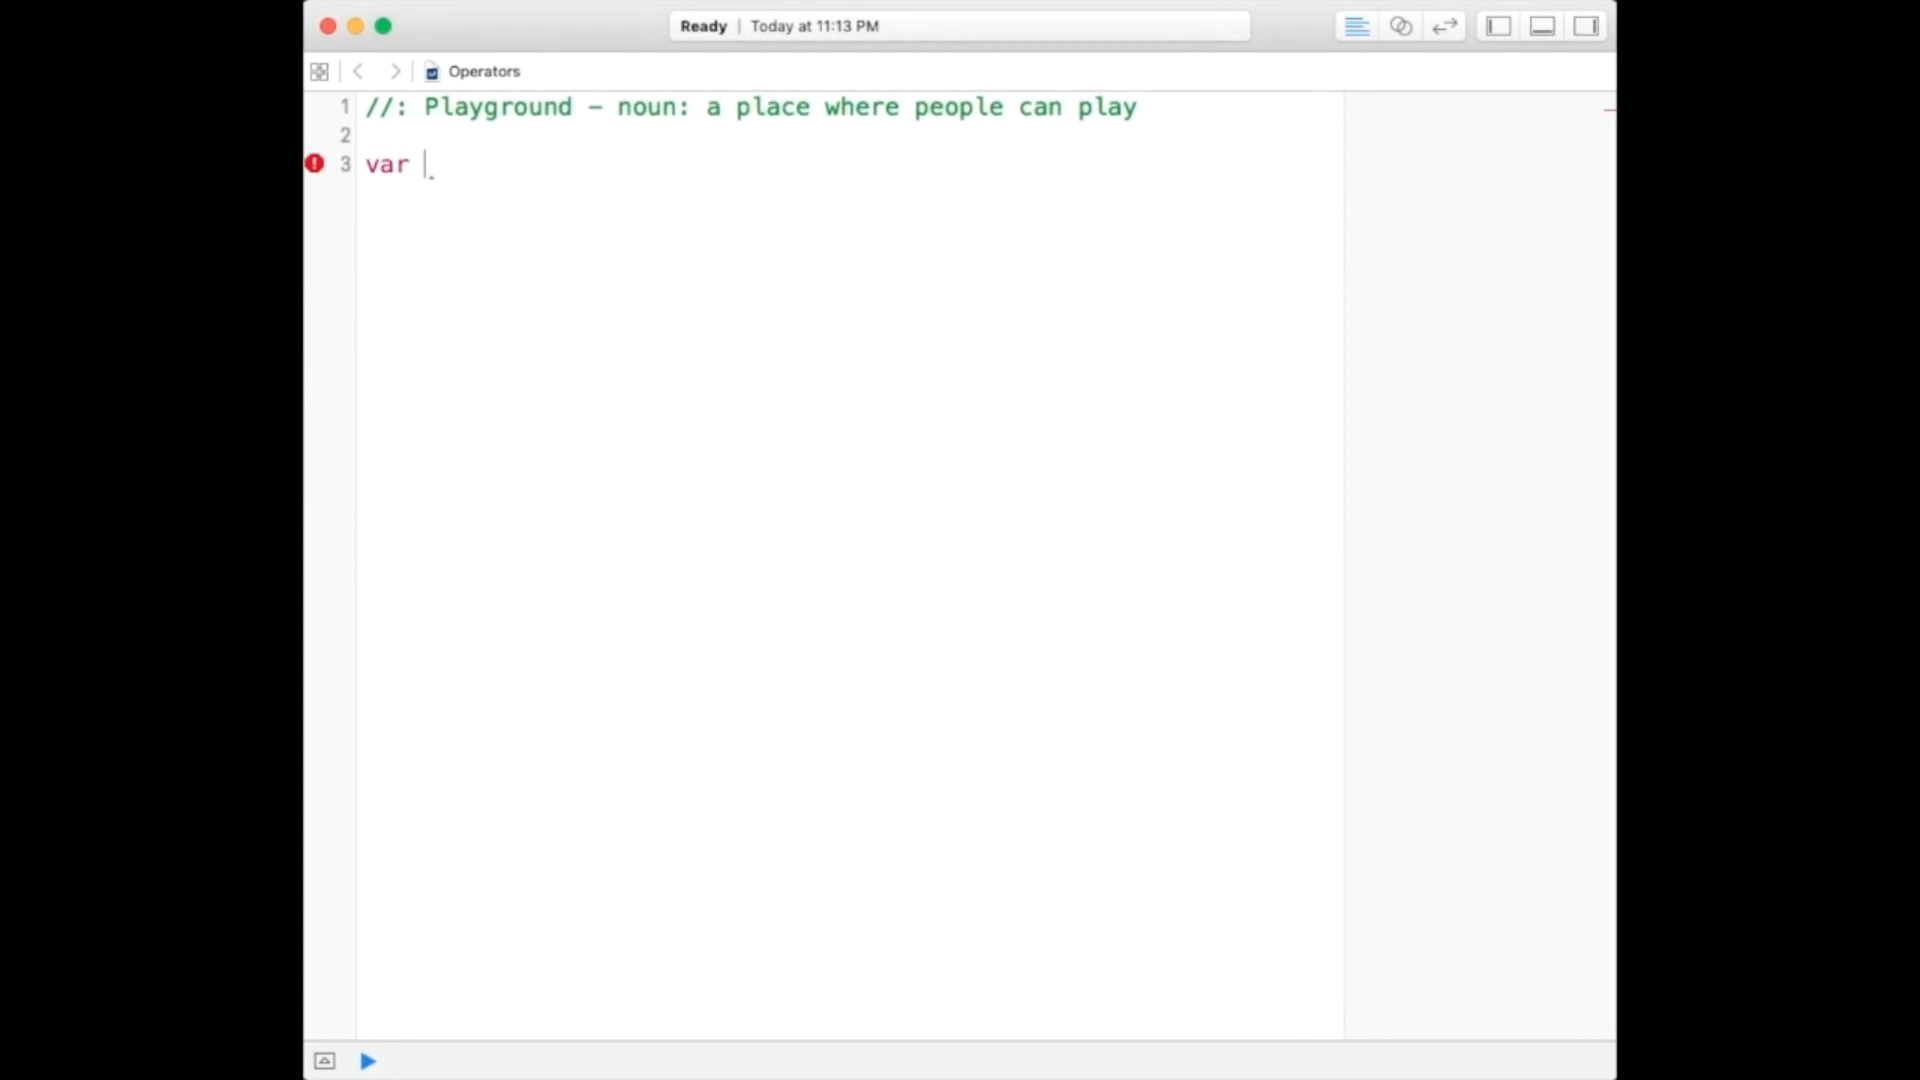 Ready | Today at 11:13 PM
Operators
1 //: Playground – noun: a place where people can play
2
3 var